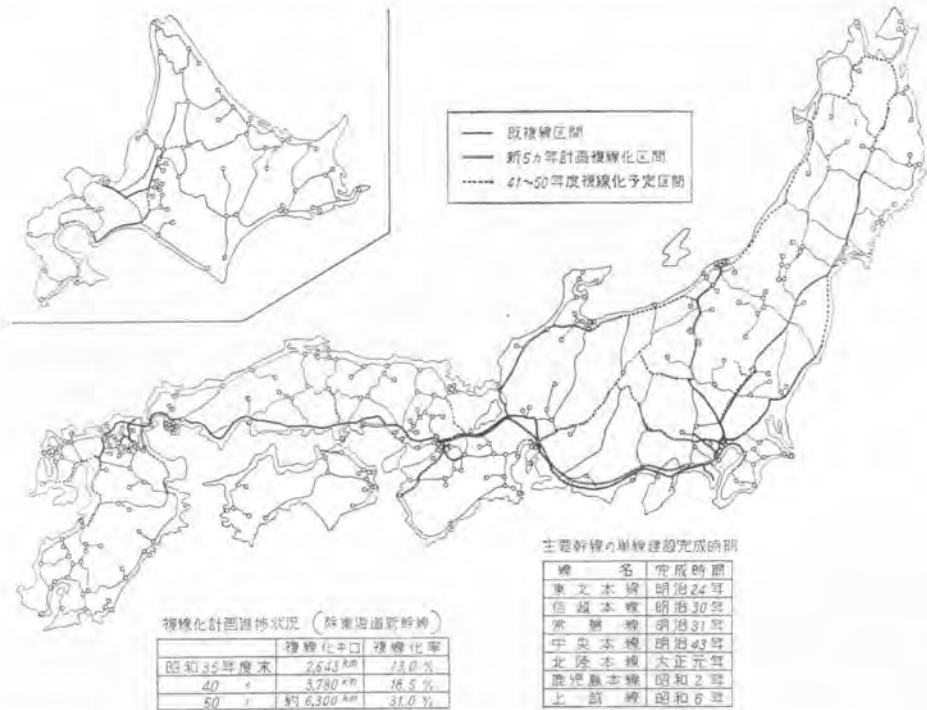 既複線区間
新5ヵ年計画複線化区間
41~50年度複線化予定区間
主要幹線の単線建設完成時期
線名 完成時期
東北本線 明治24年
信越本線 明治30年
常磐線 明治31年
中央本線 明治43年
北陸本線 大正元年
鹿児島本線 昭和2年
上越線 昭和6年
複線化計画進捗状況 (除東海道新幹線)
複線化キロ 複線化率
昭和35年度末 2,643km 13.0%
40 〃 3,780km 18.5%
50 〃 約6,300km 31.0%